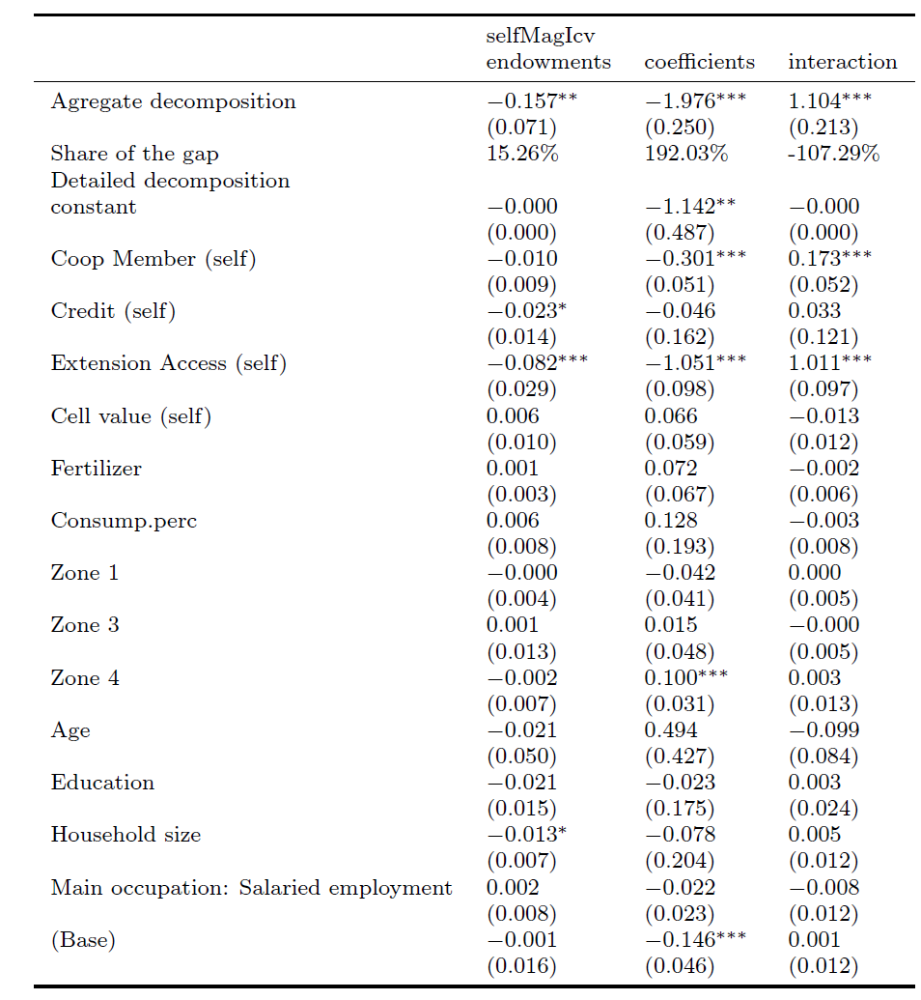 selfMagIcv
endowments coefficients interaction
Agregate decomposition −0.157** −1.976*** 1.104***
(0.071) (0.250) (0.213)
Share of the gap 15.26% 192.03% -107.29%
Detailed decomposition
constant −0.000 −1.142** −0.000
(0.000) (0.487) (0.000)
Coop Member (self) −0.010 −0.301*** 0.173***
(0.009) (0.051) (0.052)
Credit (self) −0.023* −0.046 0.033
(0.014) (0.162) (0.121)
Extension Access (self) −0.082*** −1.051*** 1.011***
(0.029) (0.098) (0.097)
Cell value (self) 0.006 0.066 −0.013
(0.010) (0.059) (0.012)
Fertilizer 0.001 0.072 −0.002
(0.003) (0.067) (0.006)
Consump.perc 0.006 0.128 −0.003
(0.008) (0.193) (0.008)
Zone 1 −0.000 −0.042 0.000
(0.004) (0.041) (0.005)
Zone 3 0.001 0.015 −0.000
(0.013) (0.048) (0.005)
Zone 4 −0.002 0.100*** 0.003
(0.007) (0.031) (0.013)
Age −0.021 0.494 −0.099
(0.050) (0.427) (0.084)
Education −0.021 −0.023 0.003
(0.015) (0.175) (0.024)
Household size −0.013* −0.078 0.005
(0.007) (0.204) (0.012)
Main occupation: Salaried employment 0.002 −0.022 −0.008
(0.008) (0.023) (0.012)
(Base) −0.001 −0.146*** 0.001
(0.016) (0.046) (0.012)